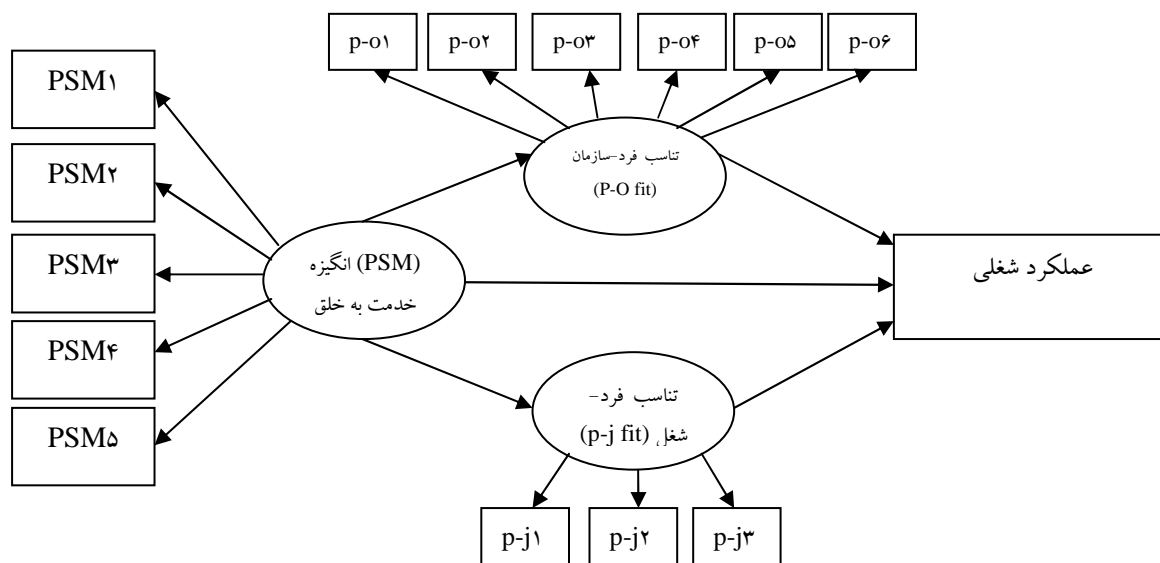 p-o۱
p-o۲
p-o۳
p-o۴
p-o۵
p-o۶
PSM۱
PSM۲
PSM۳
PSM۴
PSM۵
تناسب فرد-سازمان
(P-O fit)
انگیزه (PSM)
خدمت به خلق
عملکرد شغلی
تناسب فرد-
شغل (p-j fit)
p-j۱
p-j۲
p-j۳